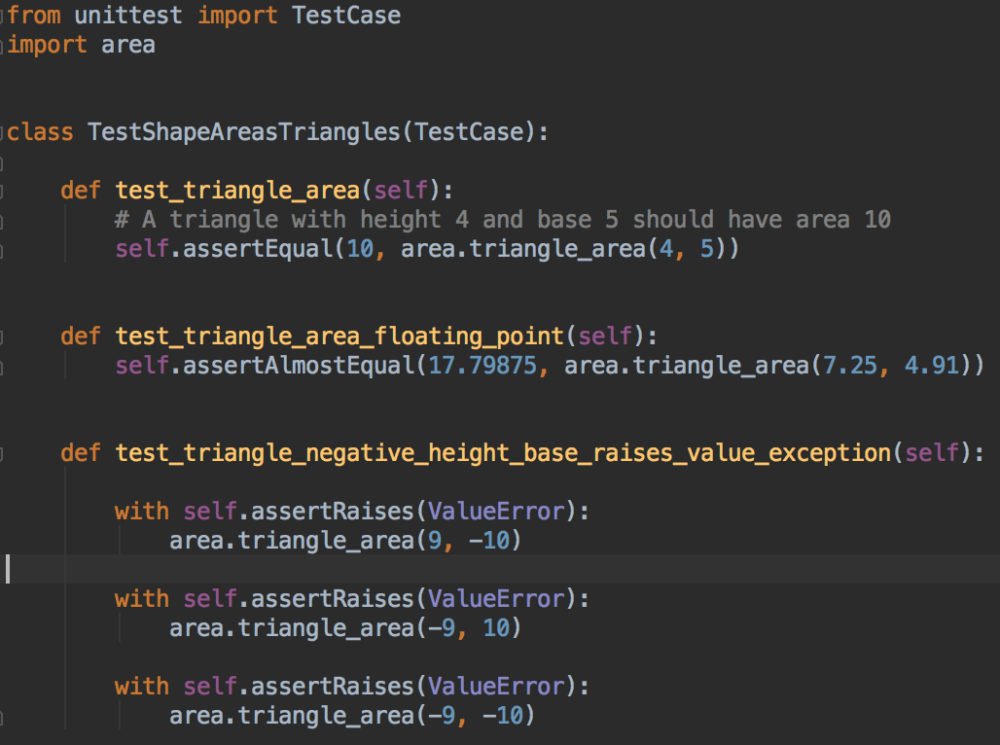 from unittest import TestCase
import area
class TestShapeAreasTriangles(TestCase):
def test_triangle_area(self):
# A triangle with height 4 and base 5 should have area 10
self.assertEqual(10, area.triangle_area(4, 5))
def test_triangle_area_floating_point(self):
self.assertAlmostEqual(17.79875, area.triangle_area(7.25, 4.91))
def test_triangle_negative_height_base_raises_value_exception(self):
with self.assertRaises(ValueError):
area.triangle_area(9, -10)
with self.assertRaises(ValueError):
area.triangle_area(-9, 10)
with self.assertRaises(ValueError):
area.triangle_area(-9, -10)